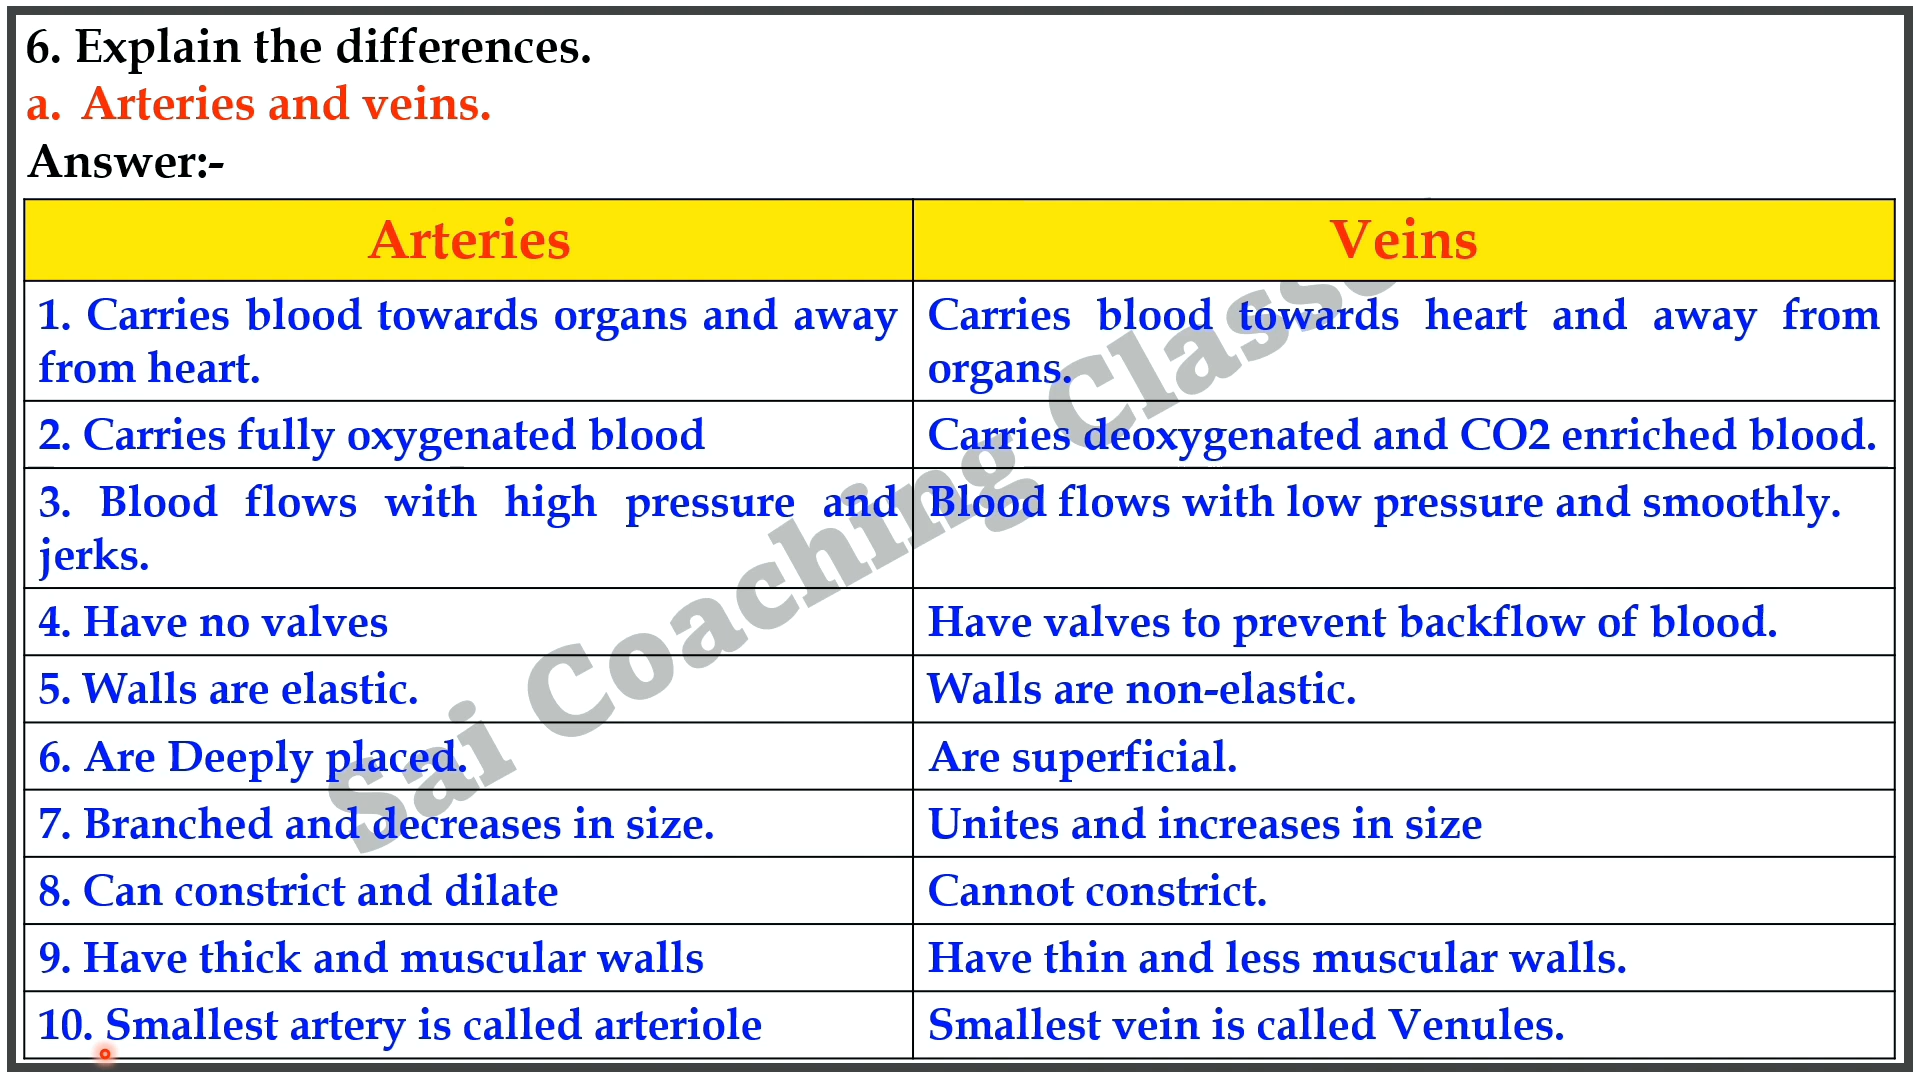 6. Explain the differences.
a. Arteries and veins.
Answer:-
Arteries
Veins
1. Carries blood towards organs and away
from heart.
Carries blood towards heart and away from
organs.
2. Carries fully oxygenated blood
Carries deoxygenated and CO2 enriched blood.
3. Blood flows with high pressure and
jerks.
Blood flows with low pressure and smoothly.
4. Have no valves
Have valves to prevent backflow of blood.
5. Walls are elastic.
Walls are non-elastic.
6. Are Deeply placed.
Are superficial.
7. Branched and decreases in size.
Unites and increases in size
8. Can constrict and dilate
Cannot constrict.
9. Have thick and muscular walls
Have thin and less muscular walls.
10. Smallest artery is called arteriole
Smallest vein is called Venules.
Sai Coaching